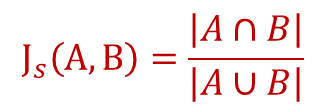 J_s(A, B) = |A ∩ B| / |A ∪ B|